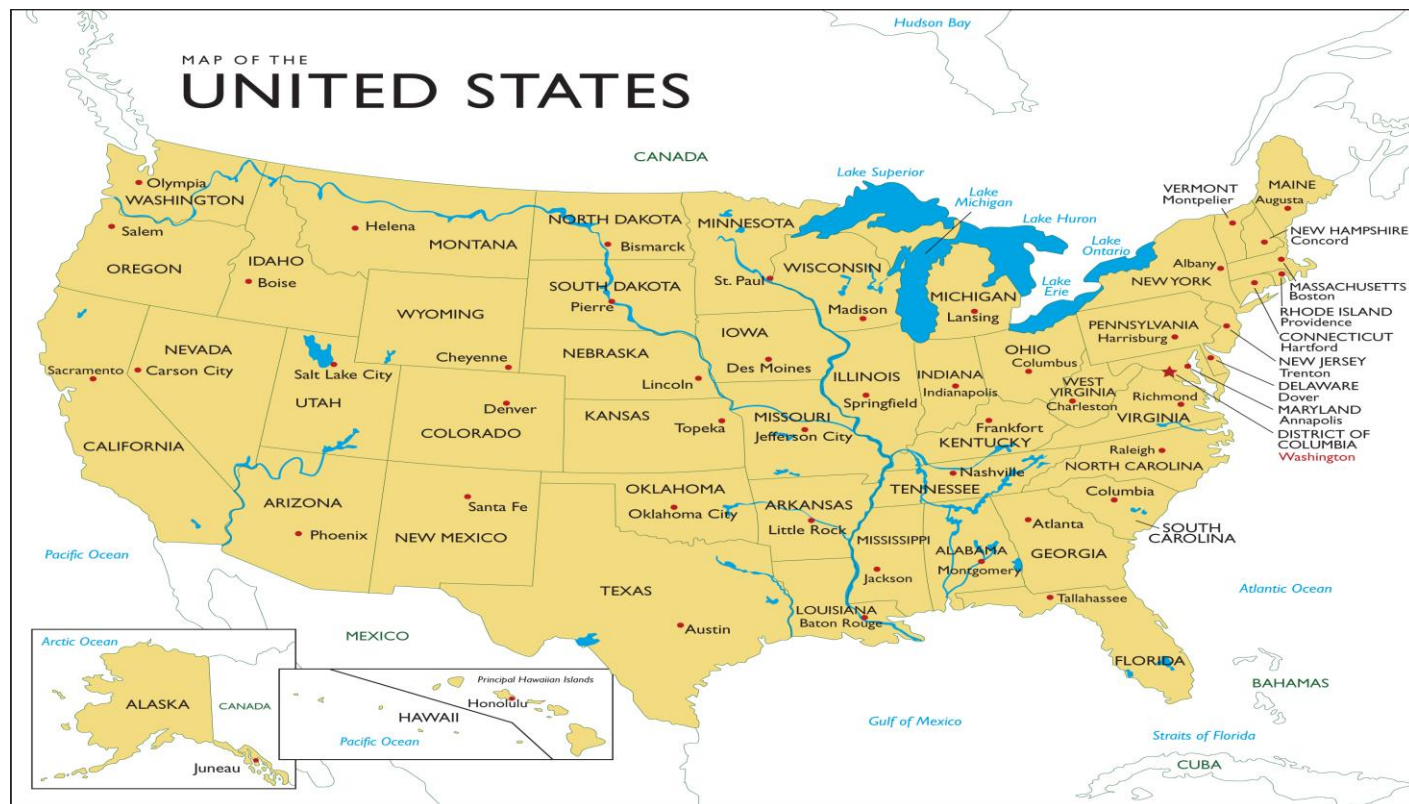 MAP OF THE
UNITED STATES
Hudson Bay
CANADA
Lake Superior
Lake
Michigan
Lake Huron
Lake
Ontario
Lake
Erie
Olympia
WASHINGTON
Salem
OREGON
IDAHO
Boise
Helena
MONTANA
NORTH DAKOTA
Bismarck
MINNESOTA
St. Paul
WISCONSIN
Madison
MICHIGAN
Lansing
SOUTH DAKOTA
Pierre
WYOMING
Cheyenne
NEBRASKA
Lincoln
IOWA
Des Moines
NEVADA
Carson City
Sacramento
CALIFORNIA
Salt Lake City
UTAH
Denver
COLORADO
KANSAS
Topeka
MISSOURI
Jefferson City
ILLINOIS
Springfield
INDIANA
Indianapolis
OHIO
Columbus
WEST
VIRGINIA
Charleston
Frankfort
KENTUCKY
PENNSYLVANIA
Harrisburg
Albany
NEW YORK
VERMONT
Montpelier
MAINE
Augusta
NEW HAMPSHIRE
Concord
MASSACHUSETTS
Boston
RHODE ISLAND
Providence
CONNECTICUT
Hartford
NEW JERSEY
Trenton
DELAWARE
Dover
MARYLAND
Annapolis
DISTRICT OF
COLUMBIA
Washington
Richmond
VIRGINIA
Raleigh
NORTH CAROLINA
Columbia
SOUTH
CAROLINA
Nashville
TENNESSEE
ARIZONA
Phoenix
Santa Fe
NEW MEXICO
OKLAHOMA
Oklahoma City
ARKANSAS
Little Rock
MISSISSIPPI
Jackson
ALABAMA
Montgomery
Atlanta
GEORGIA
TEXAS
Austin
LOUISIANA
Baton Rouge
Tallahassee
FLORIDA
Pacific Ocean
Atlantic Ocean
MEXICO
Gulf of Mexico
BAHAMAS
Straits of Florida
CUBA
Arctic Ocean
ALASKA
CANADA
Juneau
Principal Hawaiian Islands
Honolulu
HAWAII
Pacific Ocean